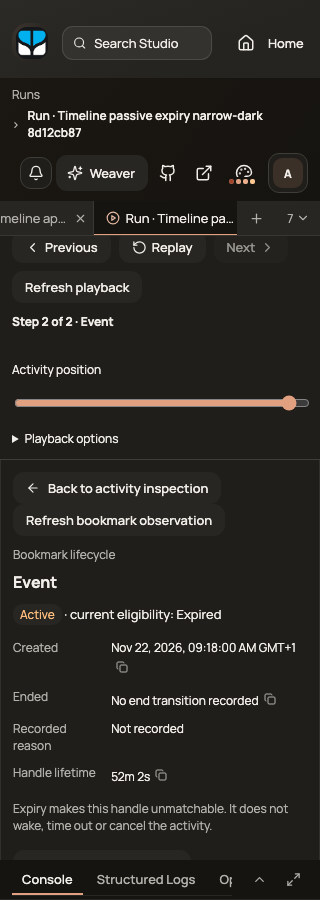 Search Studio
Home
Runs
Run · Timeline passive expiry narrow-dark
8d12cb87
Weaver
A
meline ap...
Run · Timeline pa...
7
Previous
Replay
Next
Refresh playback
Step 2 of 2 · Event
Activity position
Playback options
Back to activity inspection
Refresh bookmark observation
Bookmark lifecycle
Event
Active · current eligibility: Expired
Created
Nov 22, 2026, 09:18:00 AM GMT+1
Ended
No end transition recorded
Recorded reason
Not recorded
Handle lifetime
52m 2s
Expiry makes this handle unmatchable. It does not
wake, time out or cancel the activity.
Console
Structured Logs